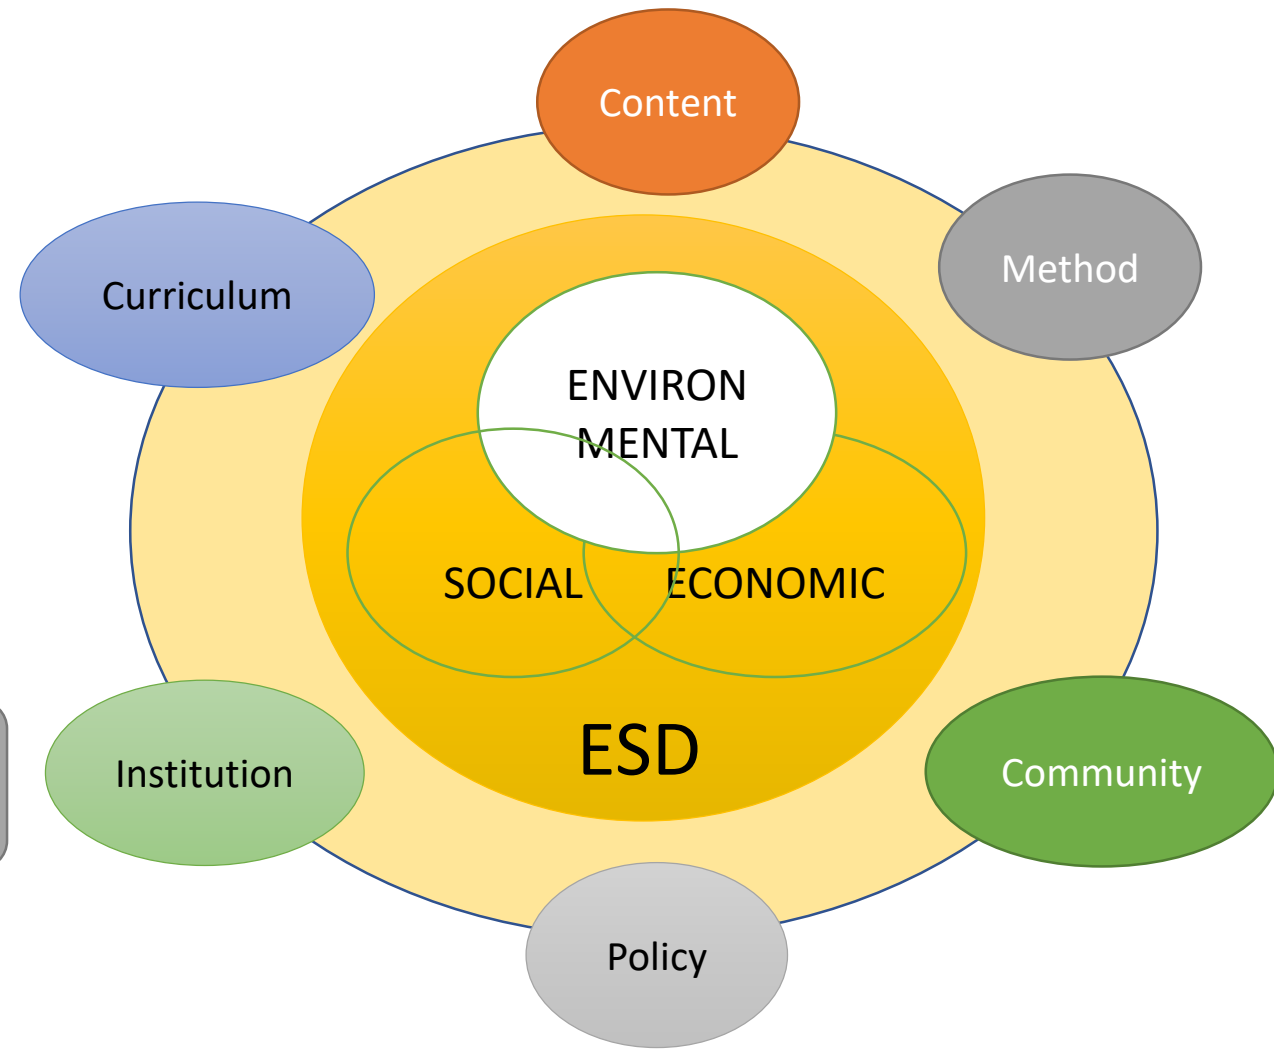 Content
Method
Curriculum
ENVIRON
MENTAL
SOCIAL
ECONOMIC
ESD
Institution
Community
Policy